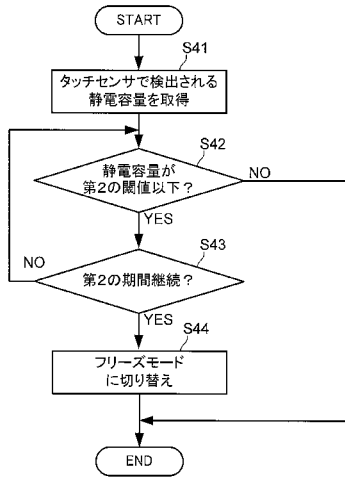 START
S41
タッチセンサで検出される
静電容量を取得
S42
静電容量が
第2の閾値以下？
NO
YES
S43
NO
第2の期間継続？
YES
S44
フリーズモード
に切り替え
END